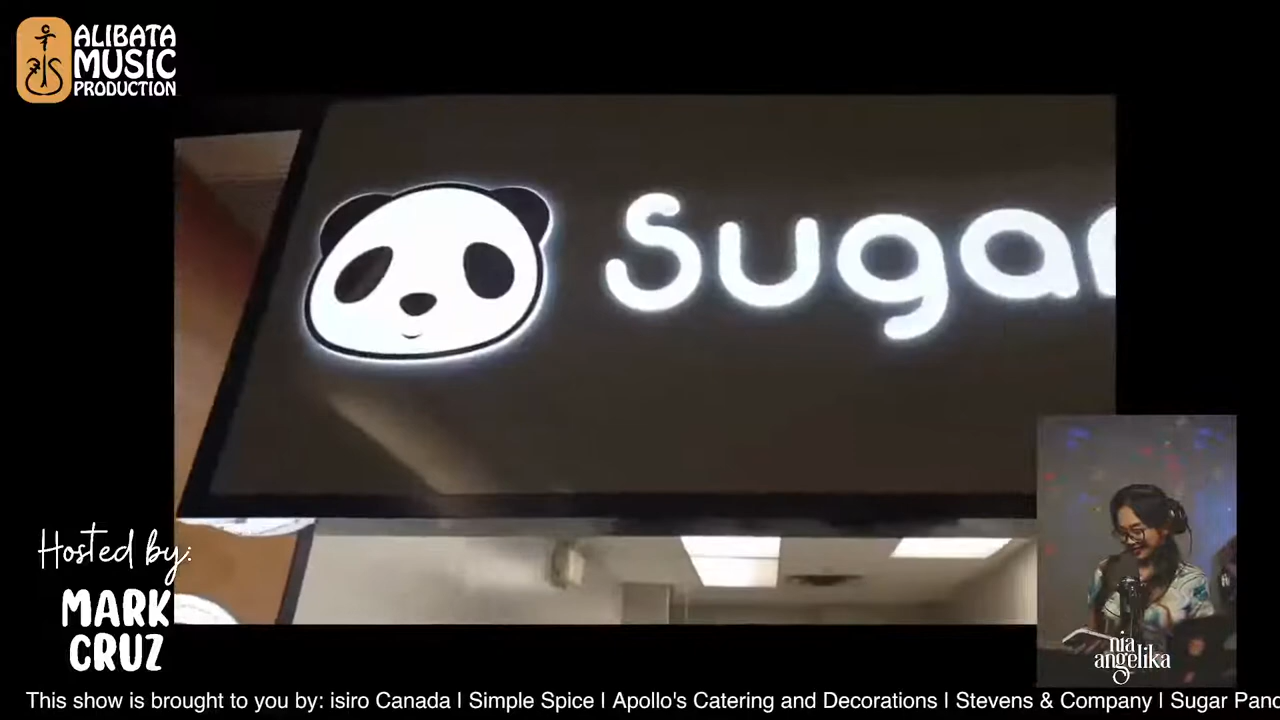 ALIBATA
MUSIC
PRODUCTION
Sugar
Hosted by:
MARK
CRUZ
nia
angelika
This show is brought to you by: isiro Canada | Simple Spice | Apollo's Catering and Decorations | Stevens & Company | Sugar Pand